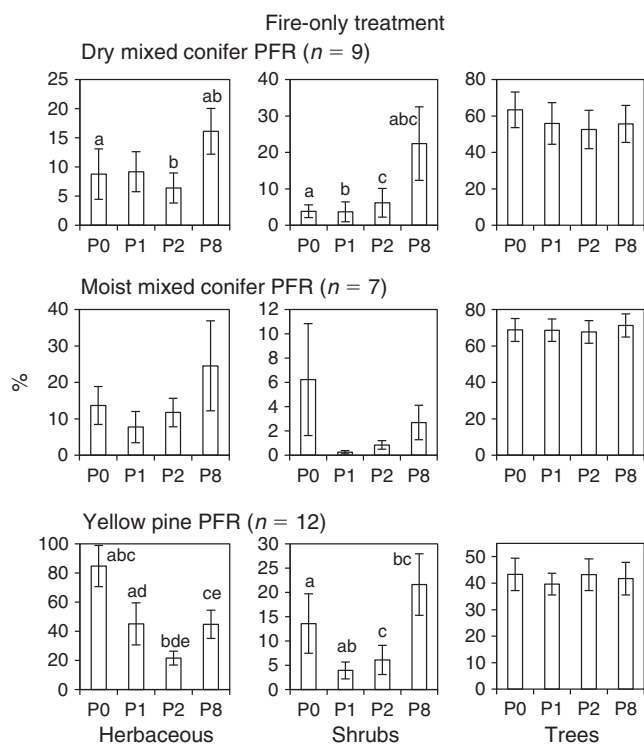 Fire-only treatment
Dry mixed conifer PFR (n = 9)
25
20
15
10
5
0
a
b
ab
P0 P1 P2 P8
40
30
20
10
0
a
b
c
abc
P0 P1 P2 P8
80
60
40
20
0
P0 P1 P2 P8
Moist mixed conifer PFR (n = 7)
%
40
30
20
10
0
P0 P1 P2 P8
12
10
8
6
4
2
0
P0 P1 P2 P8
80
60
40
20
0
P0 P1 P2 P8
Yellow pine PFR (n = 12)
100
80
60
40
20
0
abc
ad
bde
ce
P0 P1 P2 P8
Herbaceous
30
25
20
15
10
5
0
a
ab
c
bc
P0 P1 P2 P8
Shrubs
50
40
30
20
10
0
P0 P1 P2 P8
Trees